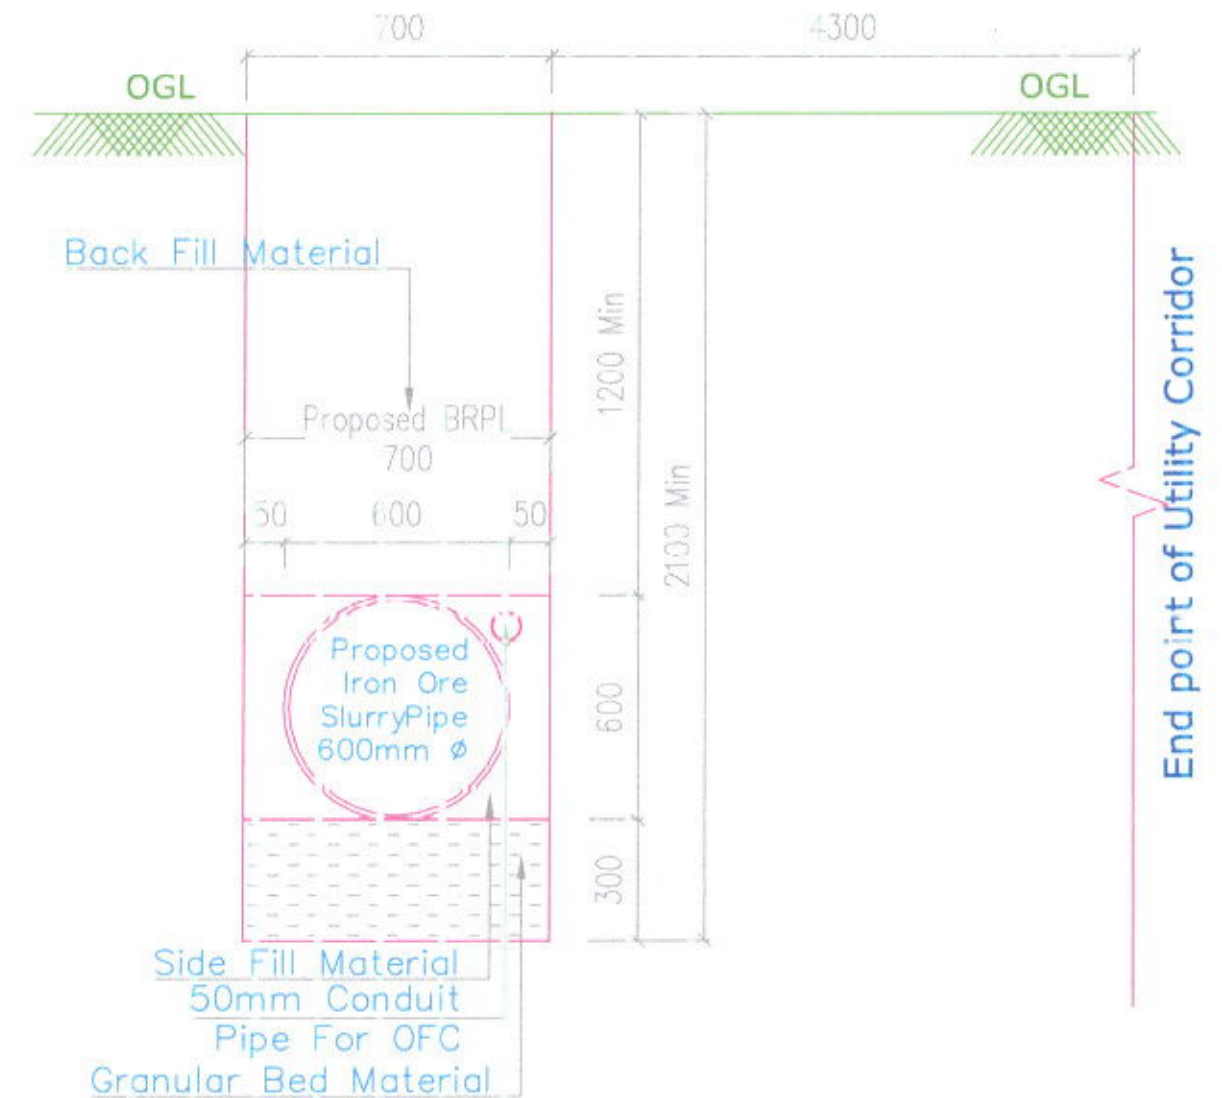 700
4300
OGL
OGL
Back Fill Material
1200 Min
End point of Utility Corridor
Proposed BRPL
700
2100 Min
50
600
50
Proposed
Iron Ore
SlurryPipe
600mm Ø
600
300
Side Fill Material
50mm Conduit
Pipe For OFC
Granular Bed Material